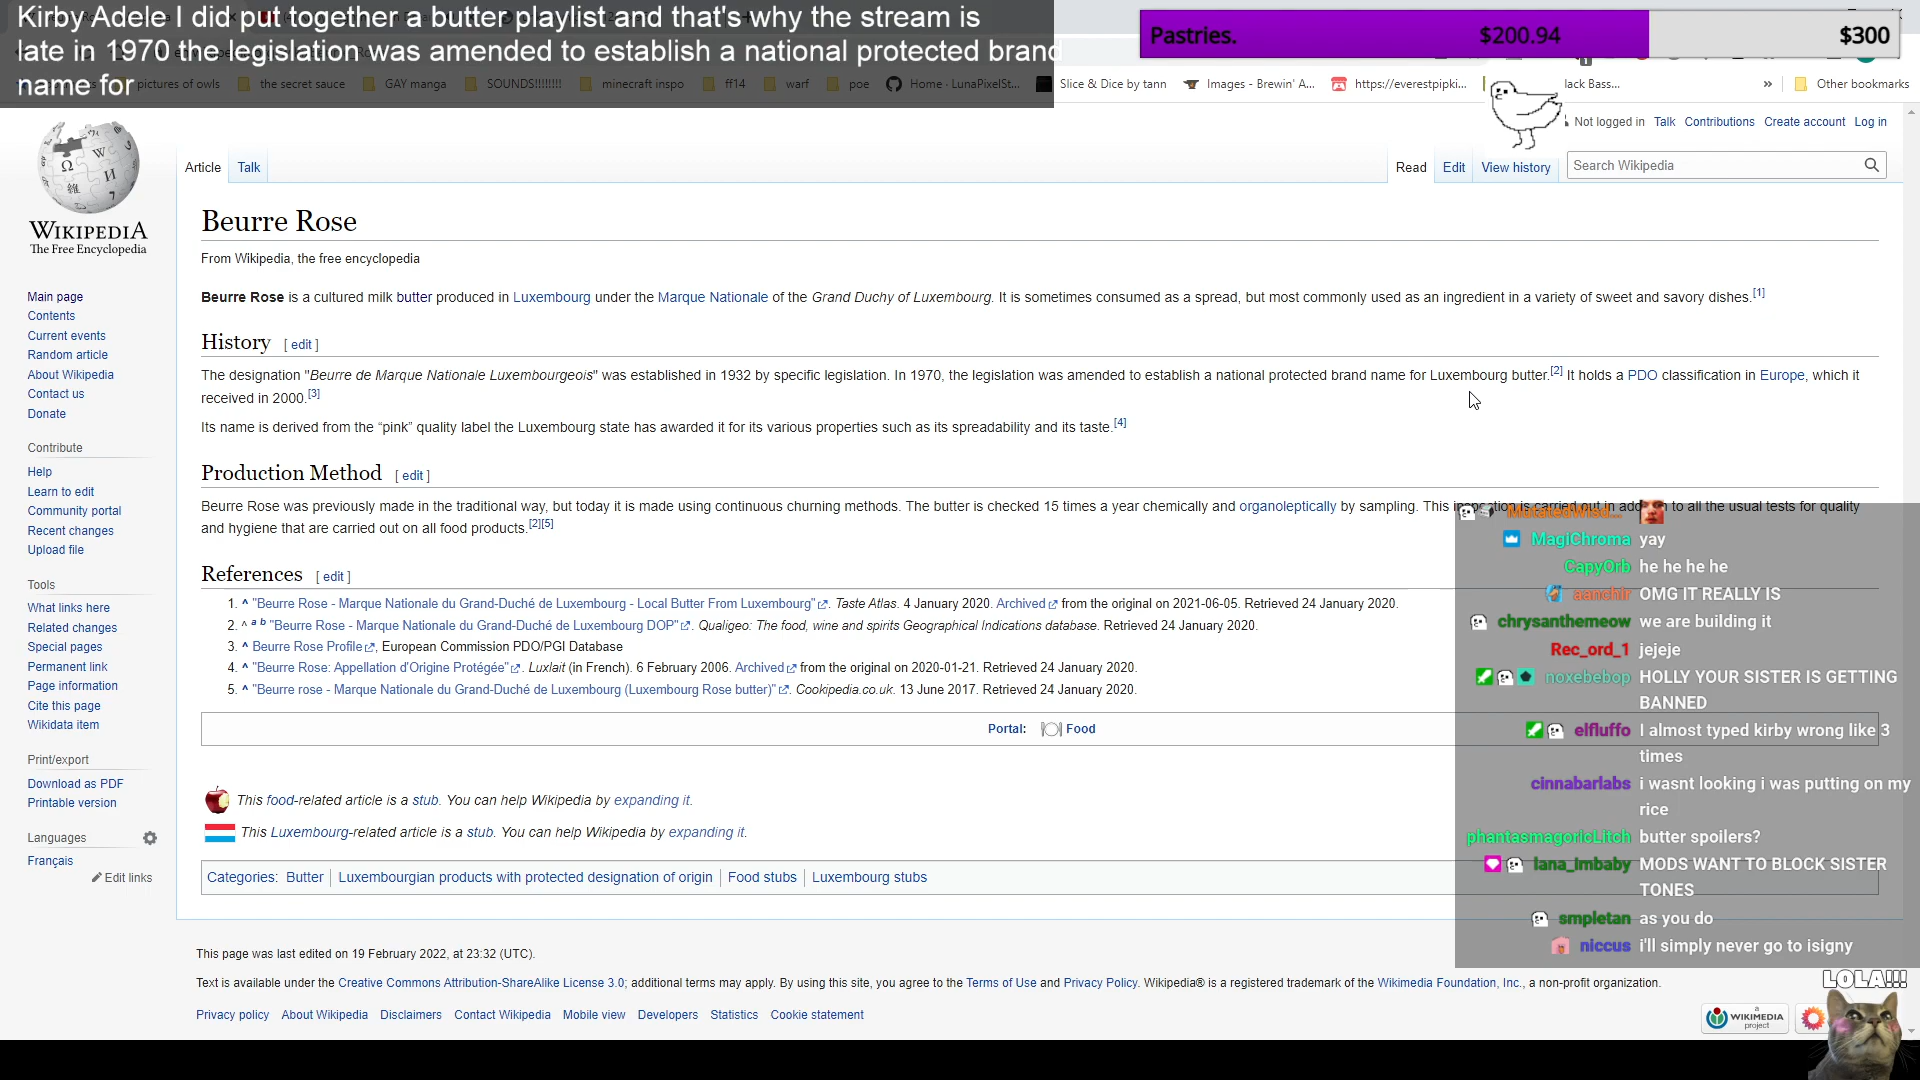 Kirby Adele I did put together a butter playlist and that's why the stream is
late in 1970 the legislation was amended to establish a national protected brand
name for
Pastries. $200.94 $300
pictures of owls the secret sauce GAY manga SOUNDS!!!!!!!! minecraft inspo ff14 warf poe Home · LunaPixelSt... Slice & Dice by tann Images - Brewin' A... https://everestpipki... lack Bass... » Other bookmarks
Not logged in Talk Contributions Create account Log in
Article Talk Read Edit View history Search Wikipedia
WIKIPEDIA
The Free Encyclopedia
Main page
Contents
Current events
Random article
About Wikipedia
Contact us
Donate
Contribute
Help
Learn to edit
Community portal
Recent changes
Upload file
Tools
What links here
Related changes
Special pages
Permanent link
Page information
Cite this page
Wikidata item
Print/export
Download as PDF
Printable version
Languages
Français
Edit links
Beurre Rose
From Wikipedia, the free encyclopedia
Beurre Rose is a cultured milk butter produced in Luxembourg under the Marque Nationale of the Grand Duchy of Luxembourg. It is sometimes consumed as a spread, but most commonly used as an ingredient in a variety of sweet and savory dishes.[1]
History [ edit ]
The designation "Beurre de Marque Nationale Luxembourgeois" was established in 1932 by specific legislation. In 1970, the legislation was amended to establish a national protected brand name for Luxembourg butter.[2] It holds a PDO classification in Europe, which it
received in 2000.[3]
Its name is derived from the “pink” quality label the Luxembourg state has awarded it for its various properties such as its spreadability and its taste.[4]
Production Method [ edit ]
Beurre Rose was previously made in the traditional way, but today it is made using continuous churning methods. The butter is checked 15 times a year chemically and organoleptically by sampling. This inspection is carried out in addition to all the usual tests for quality
and hygiene that are carried out on all food products.[2][5]
References [ edit ]
1. ^ "Beurre Rose - Marque Nationale du Grand-Duché de Luxembourg - Local Butter From Luxembourg". Taste Atlas. 4 January 2020. Archived from the original on 2021-06-05. Retrieved 24 January 2020.
2. ^ a b "Beurre Rose - Marque Nationale du Grand-Duché de Luxembourg DOP". Qualigeo: The food, wine and spirits Geographical Indications database. Retrieved 24 January 2020.
3. ^ Beurre Rose Profile, European Commission PDO/PGI Database
4. ^ "Beurre Rose: Appellation d'Origine Protégée". Luxlait (in French). 6 February 2006. Archived from the original on 2020-01-21. Retrieved 24 January 2020.
5. ^ "Beurre rose - Marque Nationale du Grand-Duché de Luxembourg (Luxembourg Rose butter)". Cookipedia.co.uk. 13 June 2017. Retrieved 24 January 2020.
Portal: Food
This food-related article is a stub. You can help Wikipedia by expanding it.
This Luxembourg-related article is a stub. You can help Wikipedia by expanding it.
Categories: Butter | Luxembourgian products with protected designation of origin | Food stubs | Luxembourg stubs
This page was last edited on 19 February 2022, at 23:32 (UTC).
Text is available under the Creative Commons Attribution-ShareAlike License 3.0; additional terms may apply. By using this site, you agree to the Terms of Use and Privacy Policy. Wikipedia® is a registered trademark of the Wikimedia Foundation, Inc., a non-profit organization.
Privacy policy About Wikipedia Disclaimers Contact Wikipedia Mobile view Developers Statistics Cookie statement
A WIKIMEDIA project
MutatedWisd...
MagiChroma yay
CapyOrb he he he he
aanchir OMG IT REALLY IS
chrysanthemeow we are building it
Rec_ord_1 jejeje
noxebebop HOLLY YOUR SISTER IS GETTING
BANNED
elfluffo I almost typed kirby wrong like 3
times
cinnabarlabs i wasnt looking i was putting on my
rice
phantasmagoricLitch butter spoilers?
lana_imbaby MODS WANT TO BLOCK SISTER
TONES
smpletan as you do
niccus i'll simply never go to isigny
LOLA!!!